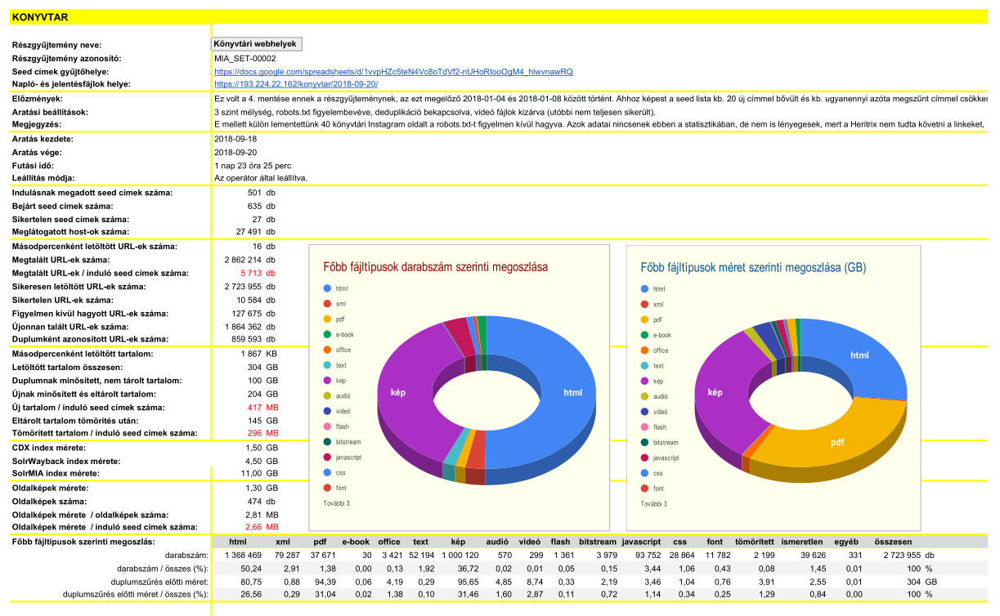 KONYVTAR
Részgyűjtemény neve: Könyvtári webhelyek
Részgyűjtemény azonosító: MIA_SET-00002
Seed címek gyűjtőhelye: https://docs.google.com/spreadsheets/d/1vvpHZc5teN4Vc8oTdVf2-nUHoRIooOgM4_hlwvnawRQ
Napló- és jelentésfájlok helye: https://193.224.22.162/konyvtar/2018-09-20/
Előzmények: Ez volt a 4. mentése ennek a részgyűjteménynek, az ezt megelőző 2018-01-04 és 2018-01-08 között történt. Ahhoz képest a seed lista kb. 20 új címmel bővült és kb. ugyanennyi azóta megszűnt címmel csökken
Aratási beállítások: 3 szint mélység, robots.txt figyelembevéve, deduplikáció bekapcsolva, videó fájlok kizárva (utóbbi nem teljesen sikerült).
Megjegyzés: E mellett külön lementettünk 40 könyvtári Instagram oldalt a robots.txt-t figyelmen kívül hagyva. Azok adatai nincsenek ebben a statisztikában, de nem is lényegesek, mert a Heritrix nem tudta követni a linkeket,
Aratás kezdete: 2018-09-18
Aratás vége: 2018-09-20
Futási idő: 1 nap 23 óra 25 perc
Leállítás módja: Az operátor által leállítva.
Indulásnak megadott seed címek száma: 501 db
Bejárt seed címek száma: 635 db
Sikertelen seed címek száma: 27 db
Meglátogatott host-ok száma: 27 491 db
Másodpercenként letöltött URL-ek száma: 16 db
Megtalált URL-ek száma: 2 862 214 db
Megtalált URL-ek / induló seed címek száma: 5 713 db
Sikeresen letöltött URL-ek száma: 2 723 955 db
Sikertelen URL-ek száma: 10 584 db
Figyelmen kívül hagyott URL-ek száma: 127 675 db
Újonnan talált URL-ek száma: 1 864 362 db
Duplumként azonosított URL-ek száma: 859 593 db
Másodpercenként letöltött tartalom: 1 867 KB
Letöltött tartalom összesen: 304 GB
Duplumnak minősített, nem tárolt tartalom: 100 GB
Újnak minősített és eltárolt tartalom: 204 GB
Új tartalom / induló seed címek száma: 417 MB
Eltárolt tartalom tömörítés után: 145 GB
Tömörített tartalom / induló seed címek száma: 296 MB
CDX index mérete: 1,50 GB
SolrWayback index mérete: 4,50 GB
SolrMIA index mérete: 11,00 GB
Oldalképek mérete: 1,30 GB
Oldalképek száma: 474 db
Oldalképek mérete / oldalképek száma: 2,81 MB
Oldalképek mérete / induló seed címek száma: 2,66 MB
Főbb fájltípusok darabszám szerinti megoszlása
html
xml
pdf
e-book
office
text
kép
audió
videó
flash
bitstream
javascript
css
font
További 3
kép
html
Főbb fájltípusok méret szerinti megoszlása (GB)
html
xml
pdf
e-book
office
text
kép
audió
videó
flash
bitstream
javascript
css
font
További 3
html
kép
pdf
Főbb fájltípusok szerinti megoszlás: html xml pdf e-book office text kép audió videó flash bitstream javascript css font tömörített ismeretlen egyéb összesen
darabszám: 1 368 469 79 287 37 671 30 3 421 52 194 1 000 120 570 299 1 361 3 979 93 752 28 864 11 782 2 199 39 626 331 2 723 955 db
darabszám / összes (%): 50,24 2,91 1,38 0,00 0,13 1,92 36,72 0,02 0,01 0,05 0,15 3,44 1,06 0,43 0,08 1,45 0,01 100 %
duplumszűrés előtti méret: 80,75 0,88 94,39 0,06 4,19 0,29 95,65 4,85 8,74 0,33 2,19 3,46 1,04 0,76 3,91 2,55 0,01 304 GB
duplumszűrés előtti méret / összes (%): 26,56 0,29 31,04 0,02 1,38 0,10 31,46 1,60 2,87 0,11 0,72 1,14 0,34 0,25 1,29 0,84 0,00 100 %